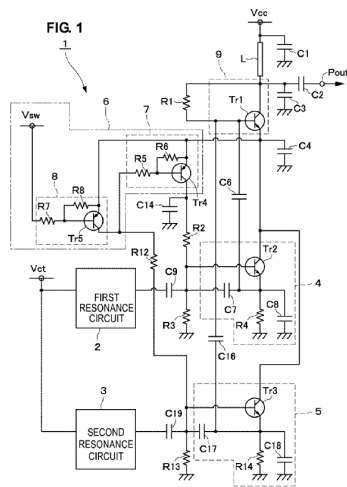 FIG. 1
1
Vcc
L
C1
Pout
9
C2
R1
Tr1
C3
6
7
Vsw
R6
C4
8
R5
R8
Tr4
R7
C14
C6
Tr5
R2
R12
Vct
C9
Tr2
FIRST
RESONANCE
CIRCUIT
C7
C8
4
2
R3
R4
C16
3
Tr3
SECOND
RESONANCE
CIRCUIT
C19
5
C17
C18
R13
R14